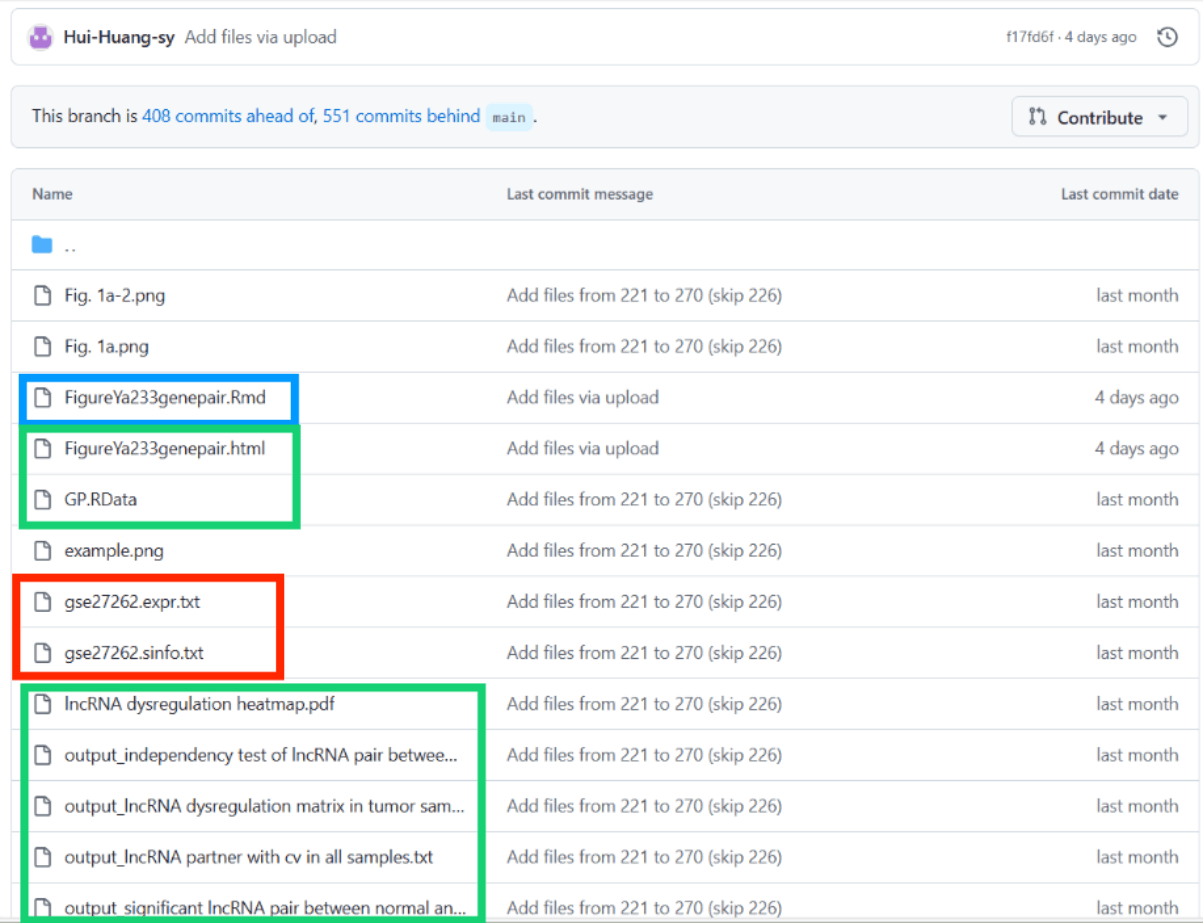 Hui-Huang-sy Add files via upload f17fd6f · 4 days ago
This branch is 408 commits ahead of, 551 commits behind main . Contribute
Name Last commit message Last commit date
..
Fig. 1a-2.png Add files from 221 to 270 (skip 226) last month
Fig. 1a.png Add files from 221 to 270 (skip 226) last month
FigureYa233genepair.Rmd Add files via upload 4 days ago
FigureYa233genepair.html Add files via upload 4 days ago
GP.RData Add files from 221 to 270 (skip 226) last month
example.png Add files from 221 to 270 (skip 226) last month
gse27262.expr.txt Add files from 221 to 270 (skip 226) last month
gse27262.sinfo.txt Add files from 221 to 270 (skip 226) last month
lncRNA dysregulation heatmap.pdf Add files from 221 to 270 (skip 226) last month
output_independency test of lncRNA pair betwee... Add files from 221 to 270 (skip 226) last month
output_lncRNA dysregulation matrix in tumor sam... Add files from 221 to 270 (skip 226) last month
output_lncRNA partner with cv in all samples.txt Add files from 221 to 270 (skip 226) last month
output_significant lncRNA pair between normal an... Add files from 221 to 270 (skip 226) last month